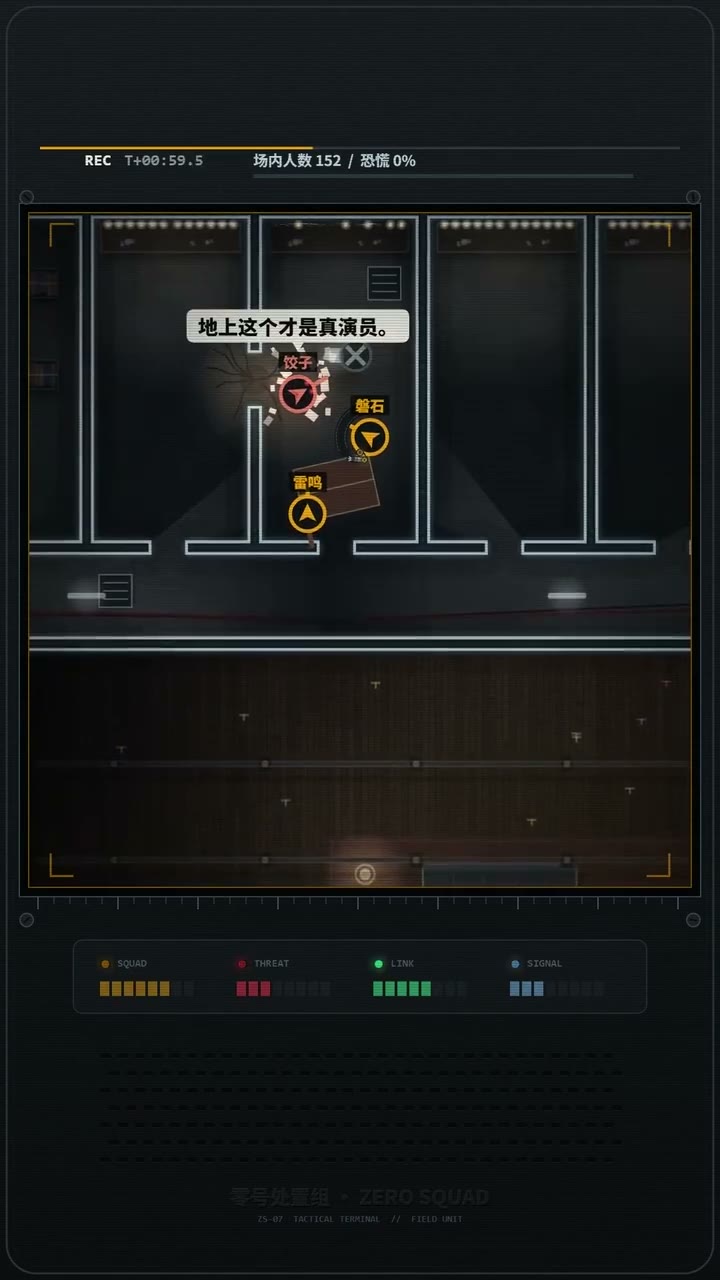 REC T+00:59.5 场内人数 152 / 恐慌 0%
地上这个才是真演员。
饺子
磐石
雷鸣
SQUAD THREAT LINK SIGNAL
零号处置组 · ZERO SQUAD
ZS-07 TACTICAL TERMINAL // FIELD UNIT